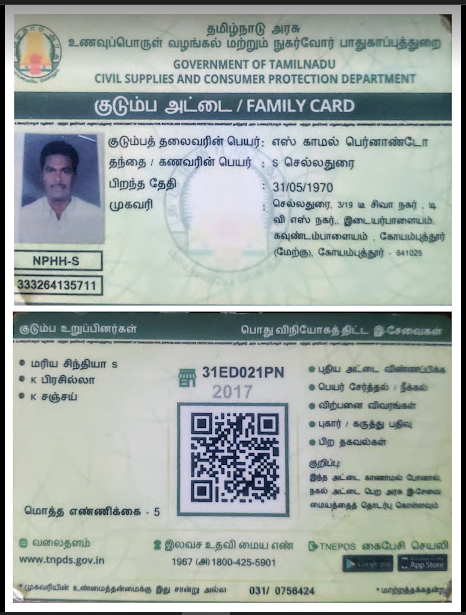 தமிழ்நாடு அரசு
உணவுப்பொருள் வழங்கல் மற்றும் நுகர்வோர் பாதுகாப்புத்துறை
GOVERNMENT OF TAMILNADU
CIVIL SUPPLIES AND CONSUMER PROTECTION DEPARTMENT
குடும்ப அட்டை / FAMILY CARD
குடும்பத் தலைவரின் பெயர் : எஸ் காமல் பெர்னாண்டோ
தந்தை / கணவரின் பெயர் : S செல்லதுரை
பிறந்த தேதி : 31/05/1970
முகவரி : செல்லதுரை, 3/19 டீ சிவா நகர் , டி
வி எஸ் நகர்,, இடையர்பாளையம்,
கவுண்டம்பாளையம் , கோயம்புத்தூர்
(மேற்கு), கோயம்புத்தூர் - 641025
NPHH-S
333264135711
குடும்ப உறுப்பினர்கள்
பொது விநியோகத் திட்ட இ-சேவைகள்
மரிய சிந்தியா S
K பிரசில்லா
K சஞ்சய்
31ED021PN
2017
புதிய அட்டை விண்ணப்பிக்க
பெயர் சேர்த்தல் / நீக்கல்
விற்பனை விவரங்கள்
புகார் / கருத்து பதிவு
பிற தகவல்கள்
குறிப்பு:
இந்த அட்டை காணாமல் போனால்,
நகல் அட்டை பெற அரசு இ-சேவை
மையத்தைத் தொடர்பு கொள்ளவும்
மொத்த எண்ணிக்கை - 5
வலைதளம்
www.tnpds.gov.in
இலவச உதவி மைய எண்
1967 (அ) 1800-425-5901
TNEPDS கைபேசி செயலி
Google play
App Store
*முகவரியின் உண்மைத்தன்மைக்கு இது சான்று அல்ல
031/ 0756424
*மாற்றத்தக்கதன்று